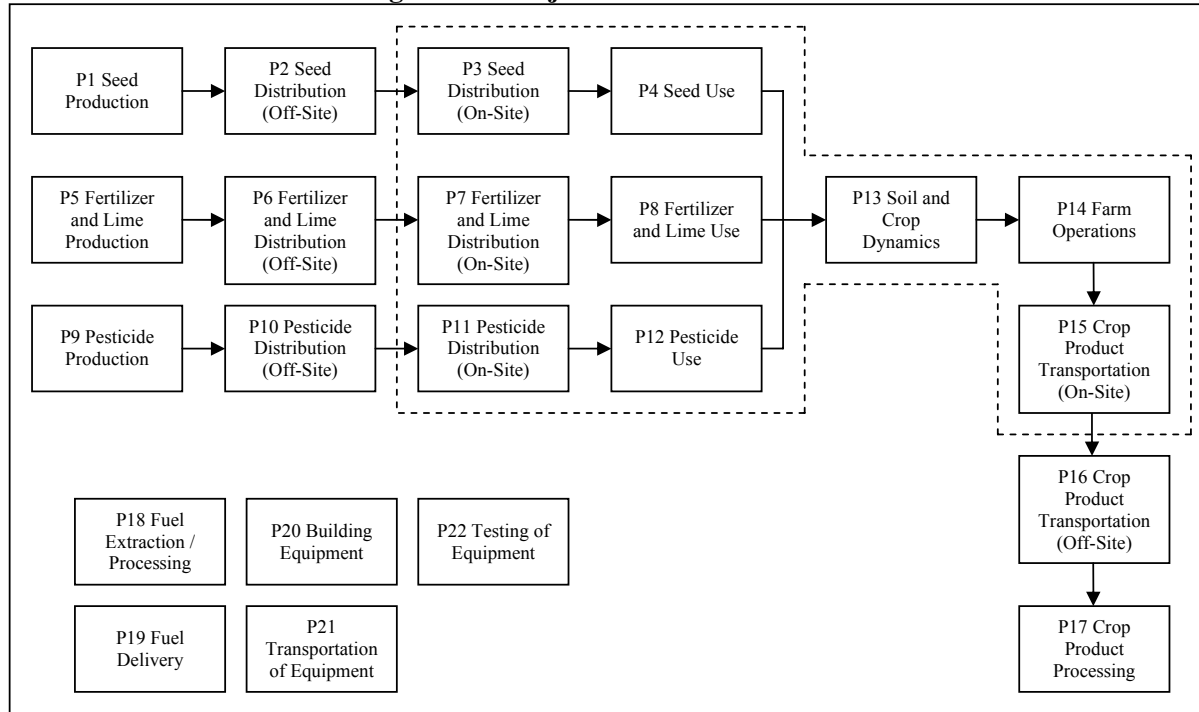 P1 Seed
Production
P2 Seed
Distribution
(Off-Site)
P3 Seed
Distribution
(On-Site)
P4 Seed Use
P5 Fertilizer
and Lime
Production
P6 Fertilizer
and Lime
Distribution
(Off-Site)
P7 Fertilizer
and Lime
Distribution
(On-Site)
P8 Fertilizer
and Lime Use
P13 Soil and
Crop
Dynamics
P14 Farm
Operations
P9 Pesticide
Production
P10 Pesticide
Distribution
(Off-Site)
P11 Pesticide
Distribution
(On-Site)
P12 Pesticide
Use
P15 Crop
Product
Transportation
(On-Site)
P16 Crop
Product
Transportation
(Off-Site)
P18 Fuel
Extraction /
Processing
P20 Building
Equipment
P22 Testing of
Equipment
P19 Fuel
Delivery
P21
Transportation
of Equipment
P17 Crop
Product
Processing